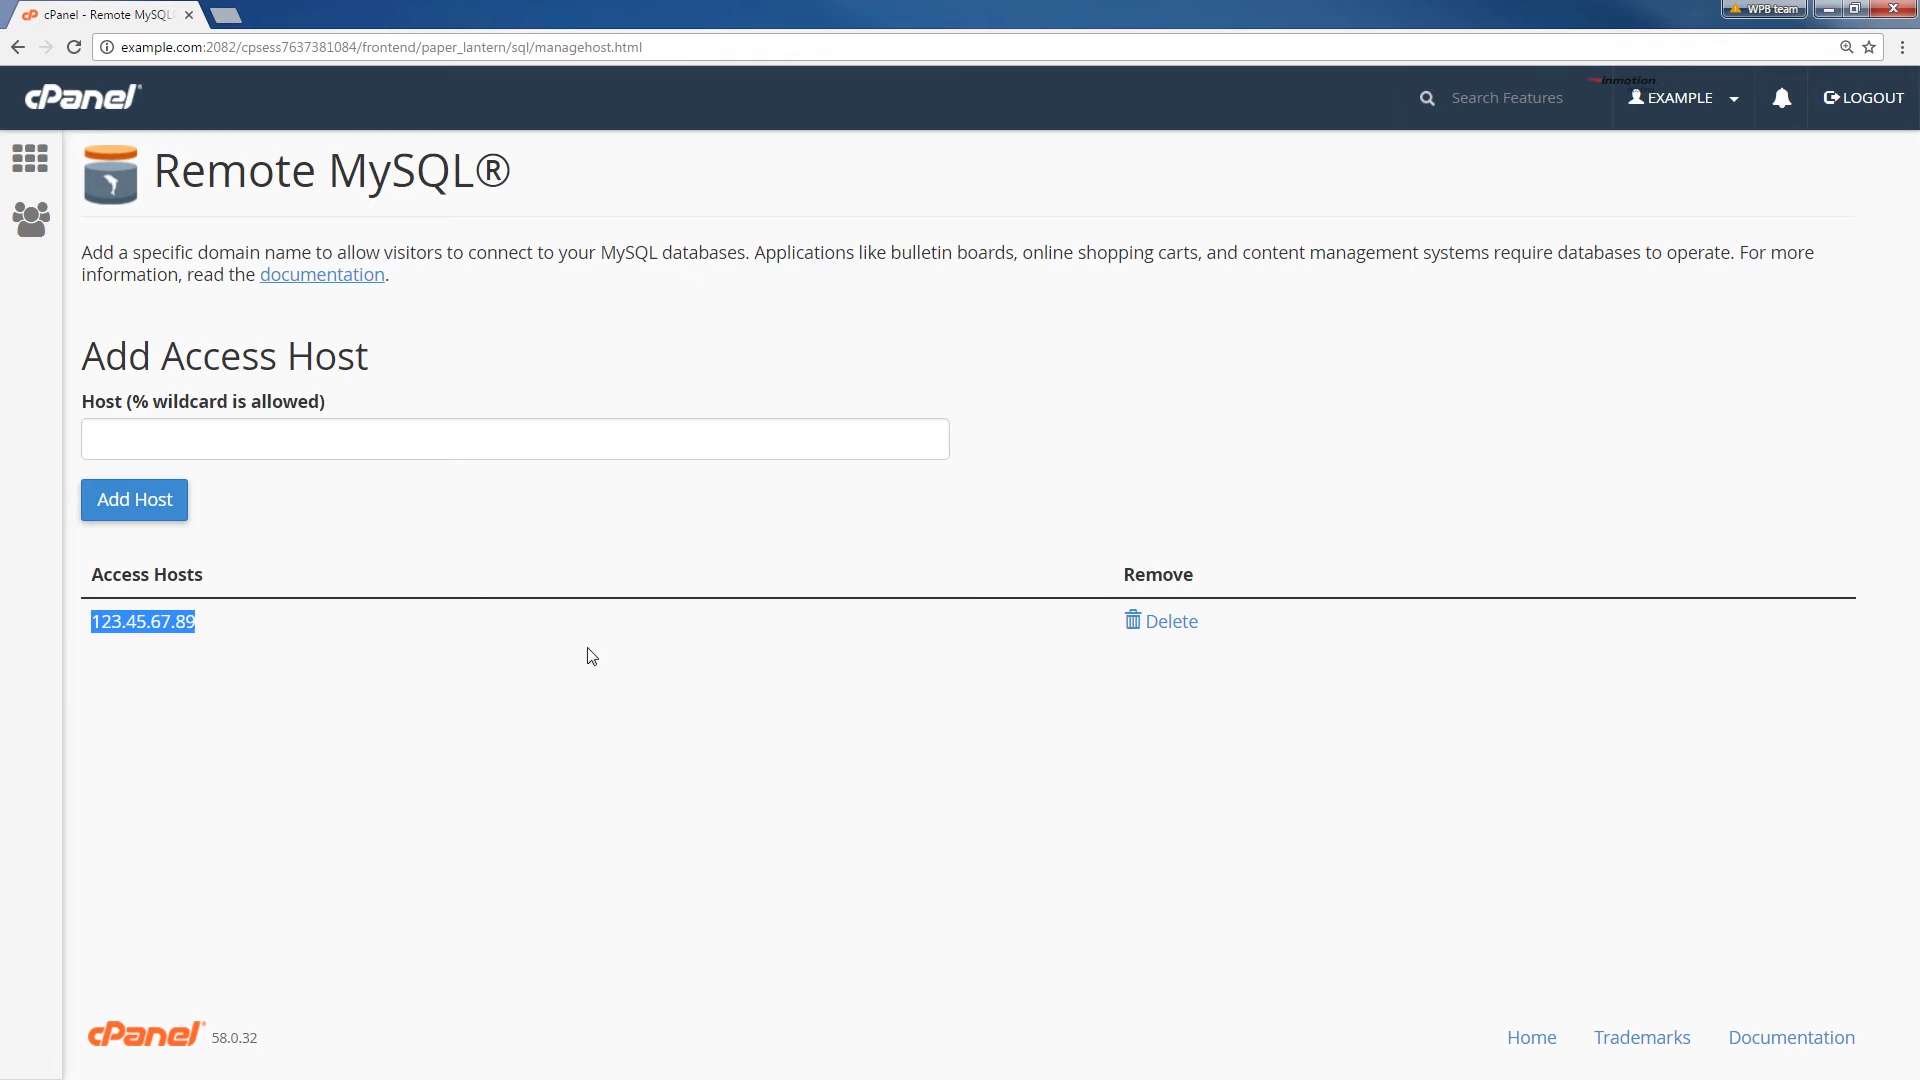 cPanel - Remote MySQL
WPB team
example.com:2082/cpsess7637381084/frontend/paper_lantern/sql/managehost.html
cPanel
Search Features
inmotion
EXAMPLE
LOGOUT
Remote MySQL®
Add a specific domain name to allow visitors to connect to your MySQL databases. Applications like bulletin boards, online shopping carts, and content management systems require databases to operate. For more
information, read the documentation.
Add Access Host
Host (% wildcard is allowed)
Add Host
Access Hosts Remove
123.45.67.89 Delete
cPanel 58.0.32
Home Trademarks Documentation